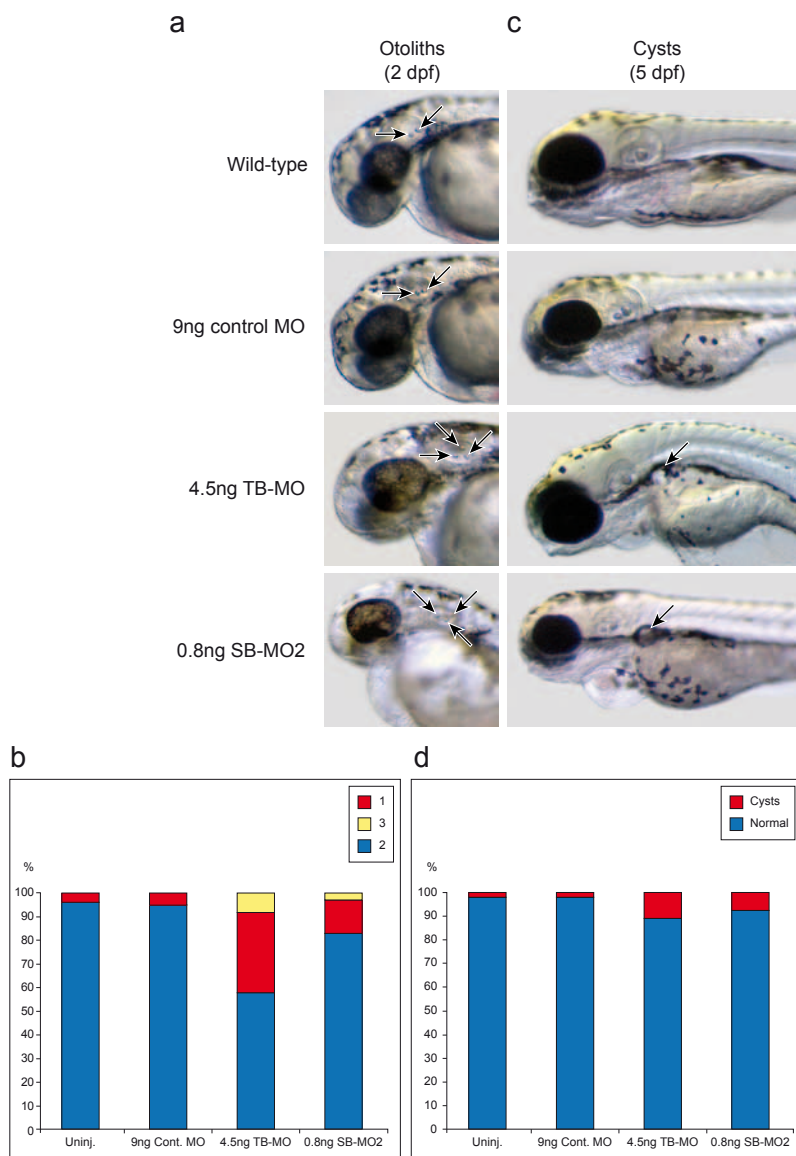 a
c
Otoliths
(2 dpf)
Cysts
(5 dpf)
Wild-type
9ng control MO
4.5ng TB-MO
0.8ng SB-MO2
b
1
3
2
%
100
90
80
70
60
50
40
30
20
10
0
Uninj. 9ng Cont. MO 4.5ng TB-MO 0.8ng SB-MO2
d
Cysts
Normal
%
100
90
80
70
60
50
40
30
20
10
0
Uninj. 9ng Cont. MO 4.5ng TB-MO 0.8ng SB-MO2